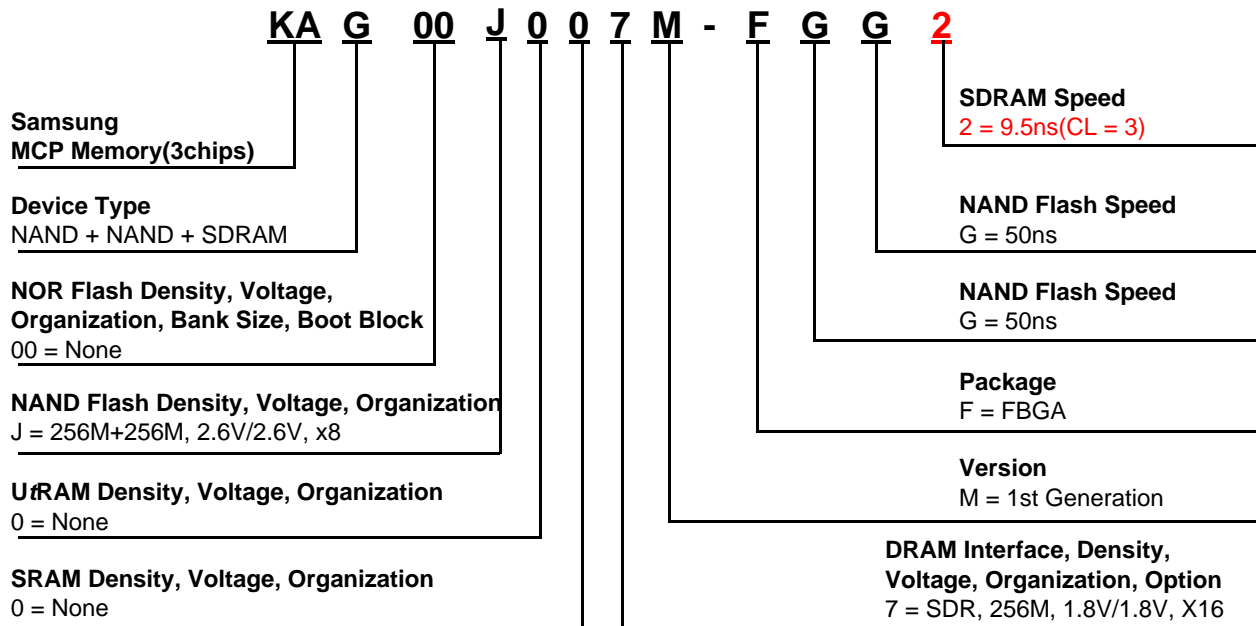 KA G 00 J 0 0 7 M - F G G 2
Samsung
MCP Memory(3chips)
Device Type
NAND + NAND + SDRAM
NOR Flash Density, Voltage,
Organization, Bank Size, Boot Block
00 = None
NAND Flash Density, Voltage, Organization
J = 256M+256M, 2.6V/2.6V, x8
UtRAM Density, Voltage, Organization
0 = None
SRAM Density, Voltage, Organization
0 = None
SDRAM Speed
2 = 9.5ns(CL = 3)
NAND Flash Speed
G = 50ns
NAND Flash Speed
G = 50ns
Package
F = FBGA
Version
M = 1st Generation
DRAM Interface, Density,
Voltage, Organization, Option
7 = SDR, 256M, 1.8V/1.8V, X16